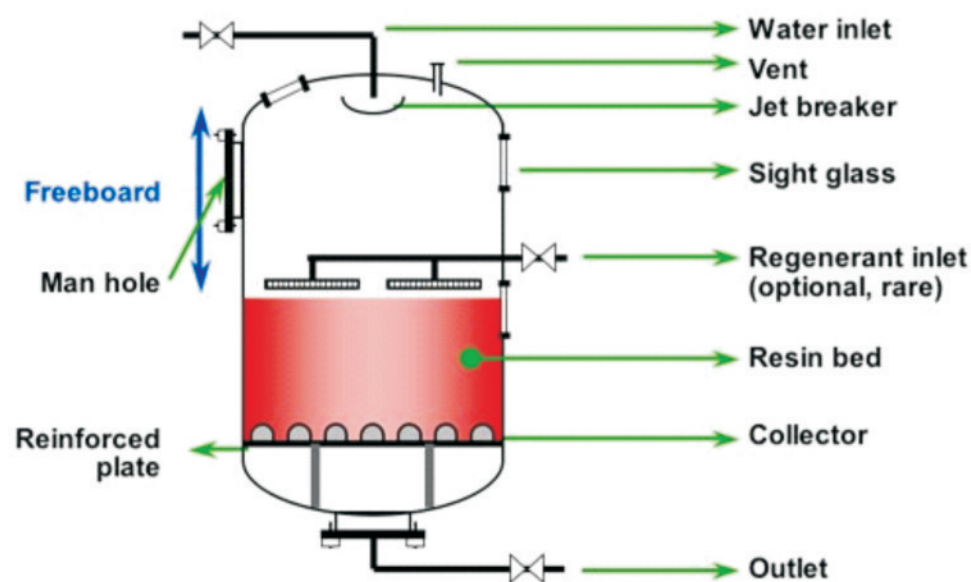 Water inlet
Vent
Jet breaker
Freeboard
Sight glass
Man hole
Regenerant inlet
(optional, rare)
Resin bed
Reinforced
plate
Collector
Outlet